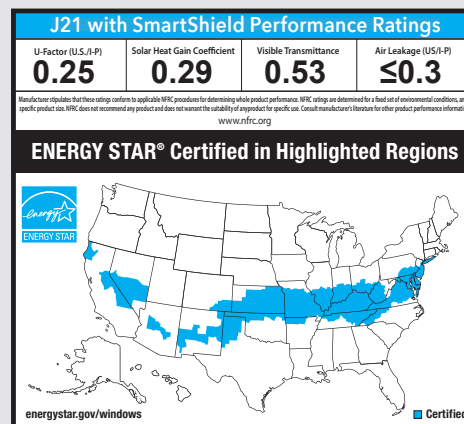 J21 with SmartShield Performance Ratings
U-Factor (U.S./I-P) Solar Heat Gain Coefficient Visible Transmittance Air Leakage (US/I-P)
0.25 0.29 0.53 ≤0.3
Manufacturer stipulates that these ratings conform to applicable NFRC procedures for determining whole product performance. NFRC ratings are determined for a fixed set of environmental conditions, an
specific product size. NFRC does not recommend any product and does not warrant the suitability of anyproduct for specific use. Consult manufacturer's literature for other product performance informati
www.nfrc.org
ENERGY STAR® Certified in Highlighted Regions
energy
ENERGY STAR
energystar.gov/windows Certified